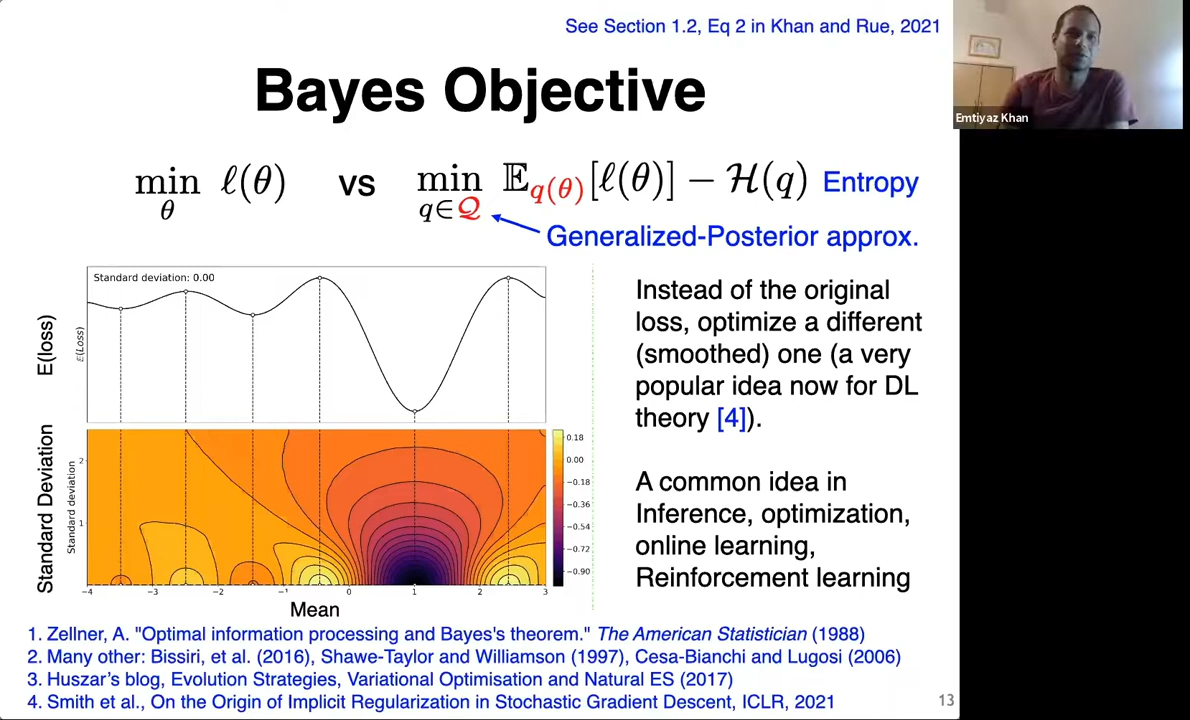 See Section 1.2, Eq 2 in Khan and Rue, 2021
Emtiyaz Khan
Bayes Objective
min_θ ℓ(θ) vs min_{q∈𝒬} 𝔼_{q(θ)}[ℓ(θ)] − ℋ(q) Entropy
Generalized-Posterior approx.
Standard deviation: 0.00
E(loss)
𝔼(Loss)
Instead of the original
loss, optimize a different
(smoothed) one (a very
popular idea now for DL
theory [4]).
A common idea in
Inference, optimization,
online learning,
Reinforcement learning
Standard Deviation
Standard deviation
2
1
0.18
0.00
−0.18
−0.36
−0.54
−0.72
−0.90
−4 −3 −2 −1 0 1 2 3
Mean
1. Zellner, A. "Optimal information processing and Bayes's theorem." The American Statistician (1988)
2. Many other: Bissiri, et al. (2016), Shawe-Taylor and Williamson (1997), Cesa-Bianchi and Lugosi (2006)
3. Huszar's blog, Evolution Strategies, Variational Optimisation and Natural ES (2017)
4. Smith et al., On the Origin of Implicit Regularization in Stochastic Gradient Descent, ICLR, 2021
13